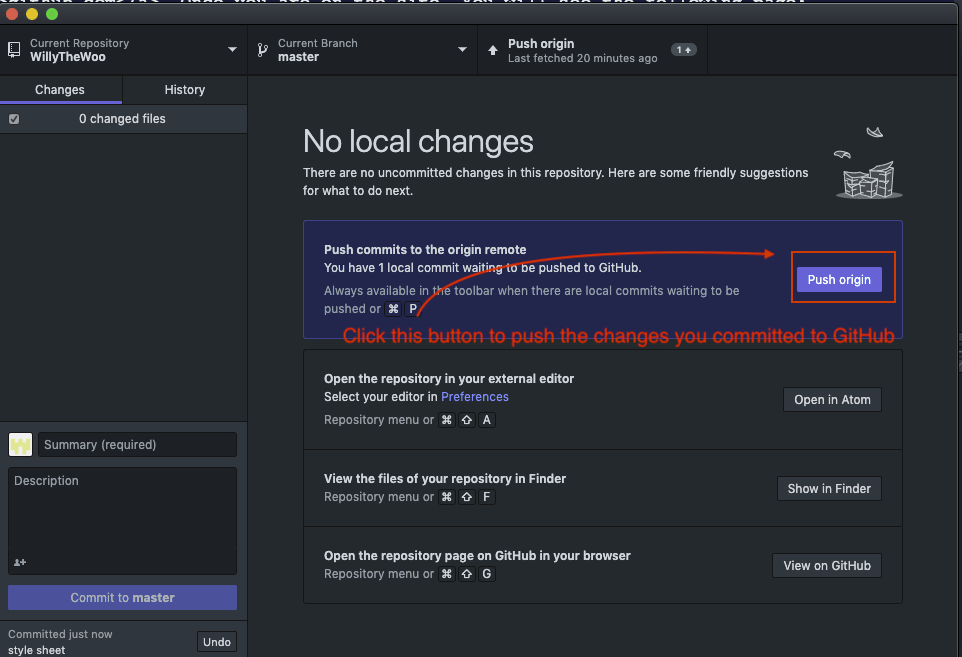 Current Repository
WillyTheWoo
Current Branch
master
Push origin
Last fetched 20 minutes ago
1
Changes
History
0 changed files
No local changes
There are no uncommitted changes in this repository. Here are some friendly suggestions
for what to do next.
Push commits to the origin remote
You have 1 local commit waiting to be pushed to GitHub.
Always available in the toolbar when there are local commits waiting to be
pushed or ⌘ P
Push origin
Click this button to push the changes you committed to GitHub
Open the repository in your external editor
Select your editor in Preferences
Repository menu or ⌘ ⇧ A
Open in Atom
View the files of your repository in Finder
Repository menu or ⌘ ⇧ F
Show in Finder
Open the repository page on GitHub in your browser
Repository menu or ⌘ ⇧ G
View on GitHub
Summary (required)
Description
Commit to master
Committed just now
style sheet
Undo